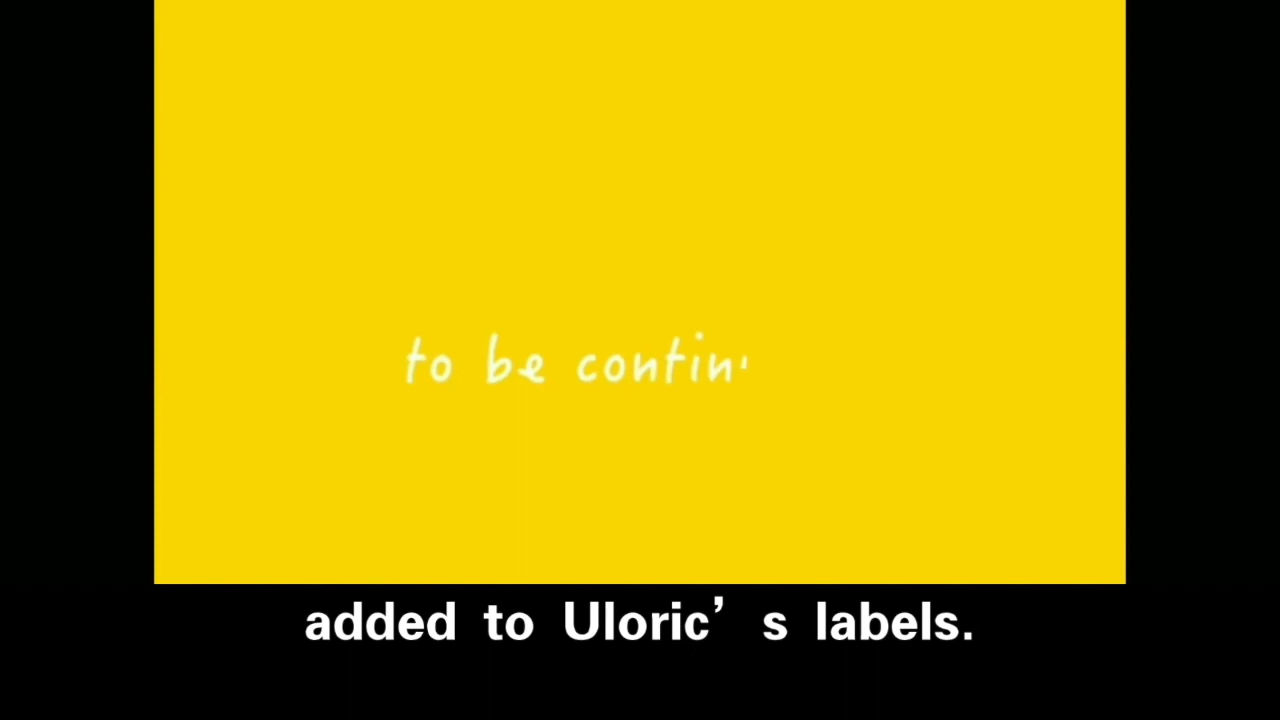 to be contin
added to Uloric’s labels.